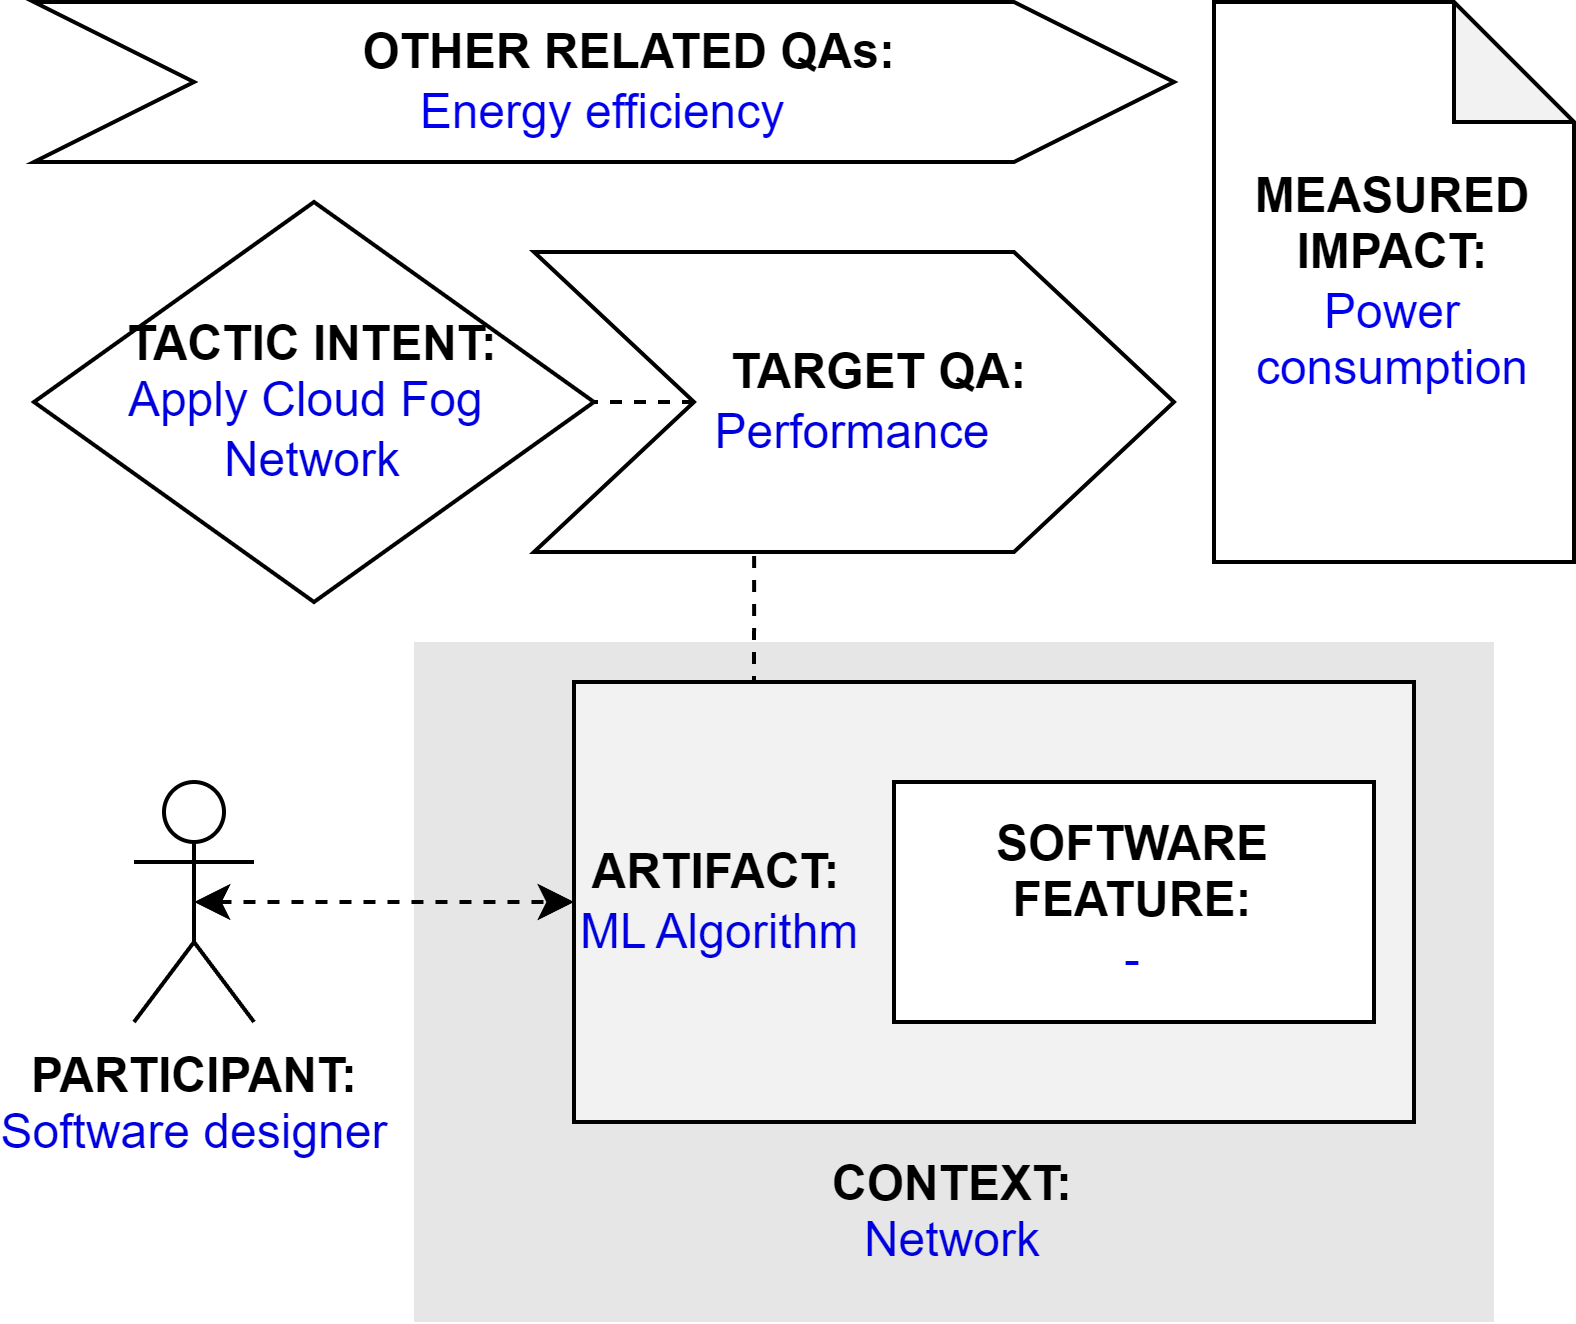 OTHER RELATED QAs:
Energy efficiency
MEASURED
IMPACT:
Power
consumption
TACTIC INTENT:
Apply Cloud Fog
Network
TARGET QA:
Performance
ARTIFACT:
ML Algorithm
SOFTWARE
FEATURE:
-
PARTICIPANT:
Software designer
CONTEXT:
Network